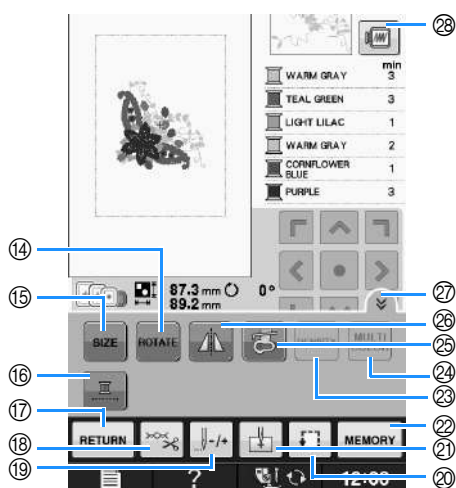 28
min
WARM GRAY 3
TEAL GREEN 3
LIGHT LILAC 1
WARM GRAY 2
CORNFLOWER
BLUE 1
PURPLE 3
14
87.3 mm 0°
89.2 mm
27
15
26
SIZE
ROTATE
25
MULTI
24
16
23
17
22
RETURN
-/+
MEMORY
18
19
21
20
?